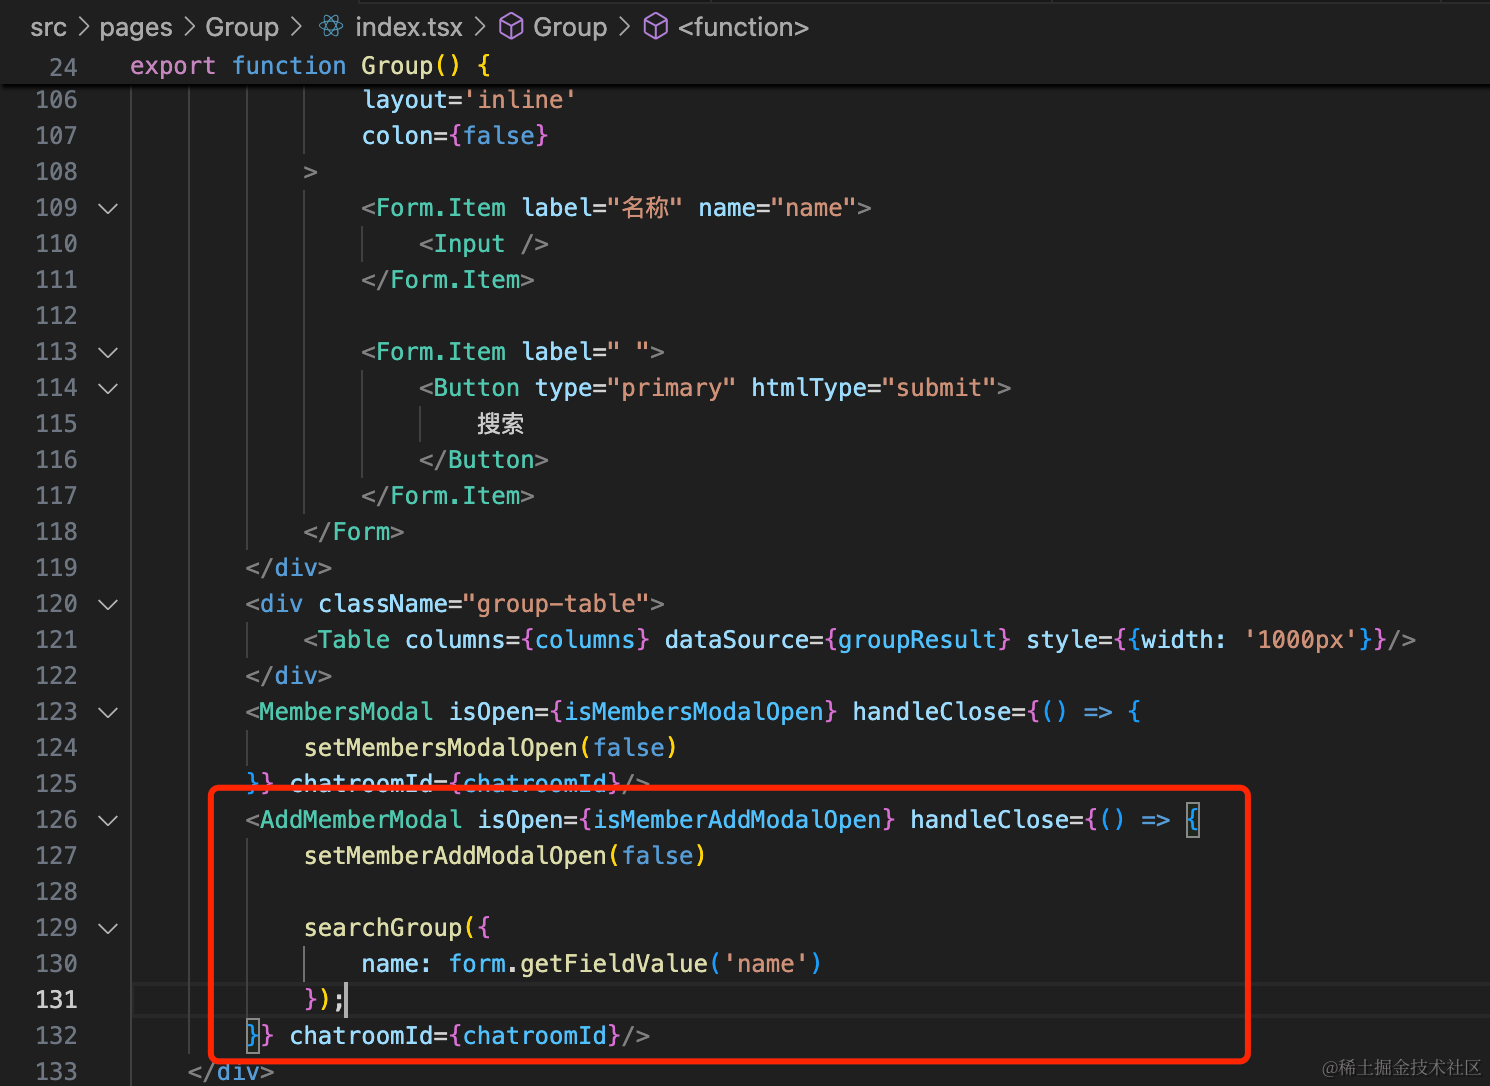 src > pages > Group > index.tsx > Group > <function>
24 export function Group() {
106 layout='inline'
107 colon={false}
108 >
109 <Form.Item label="名称" name="name">
110 <Input />
111 </Form.Item>
112
113 <Form.Item label=" ">
114 <Button type="primary" htmlType="submit">
115 搜索
116 </Button>
117 </Form.Item>
118 </Form>
119 </div>
120 <div className="group-table">
121 <Table columns={columns} dataSource={groupResult} style={{width: '1000px'}}/>
122 </div>
123 <MembersModal isOpen={isMembersModalOpen} handleClose={() => {
124 setMembersModalOpen(false)
125 }} chatroomId={chatroomId}/>
126 <AddMemberModal isOpen={isMemberAddModalOpen} handleClose={() => {
127 setMemberAddModalOpen(false)
128
129 searchGroup({
130 name: form.getFieldValue('name')
131 });
132 }} chatroomId={chatroomId}/>
133 </div>
@稀土掘金技术社区